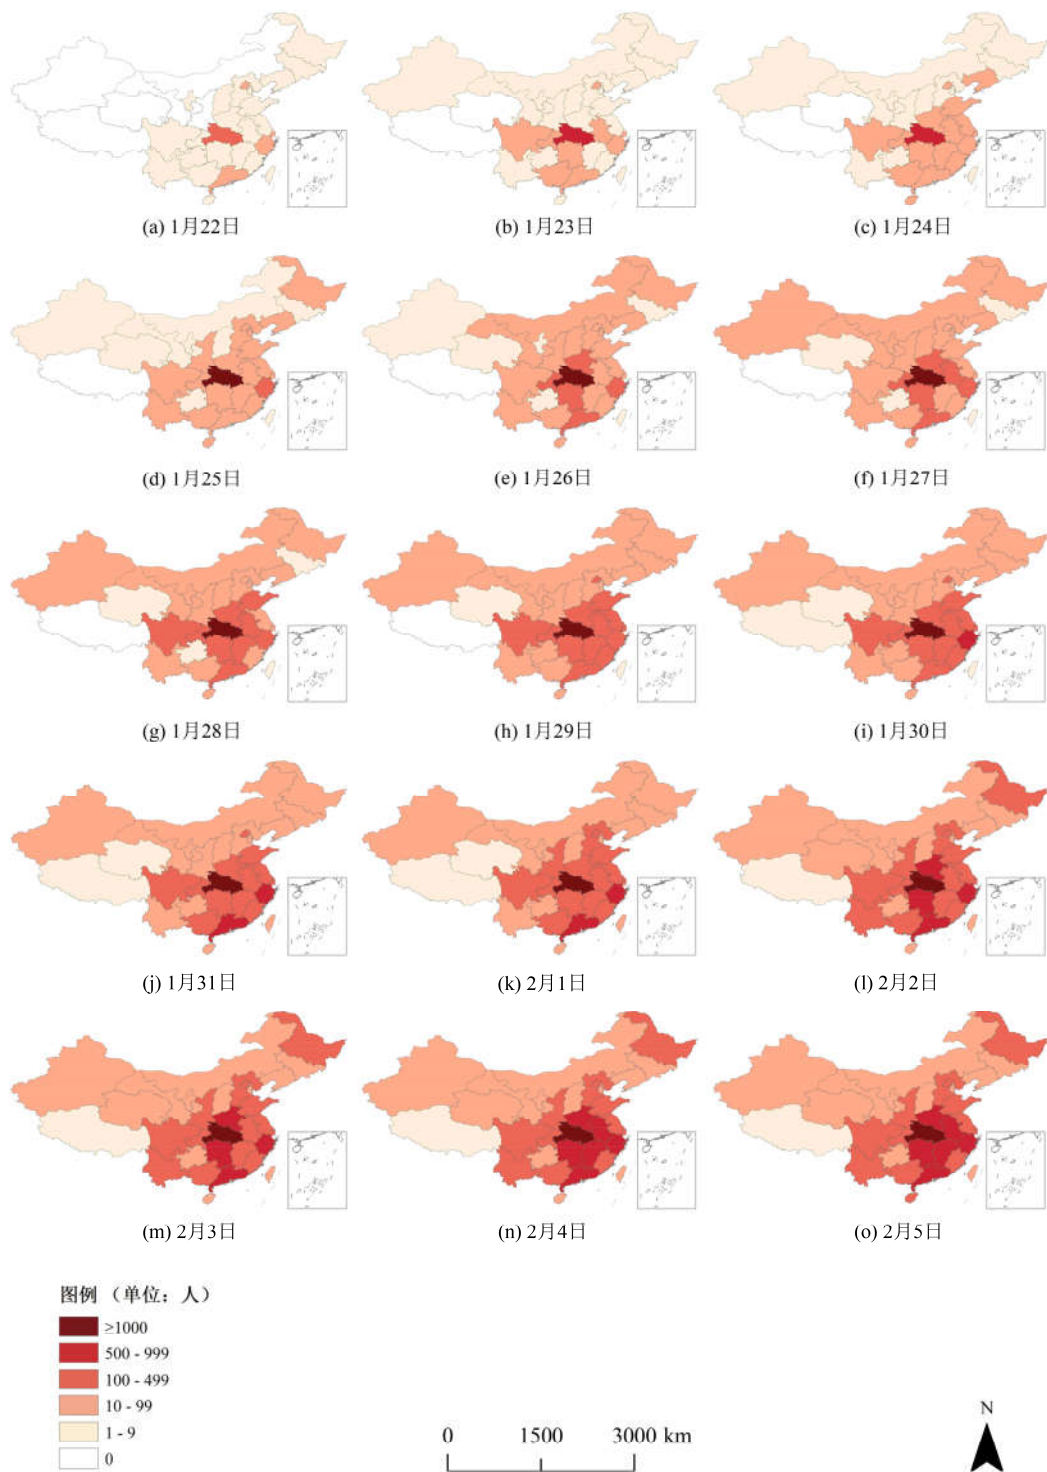 (a) 1月22日
(b) 1月23日
(c) 1月24日
(d) 1月25日
(e) 1月26日
(f) 1月27日
(g) 1月28日
(h) 1月29日
(i) 1月30日
(j) 1月31日
(k) 2月1日
(l) 2月2日
(m) 2月3日
(n) 2月4日
(o) 2月5日
图例 （单位：人）
≥1000
500 - 999
100 - 499
10 - 99
1 - 9
0
0 1500 3000 km
N